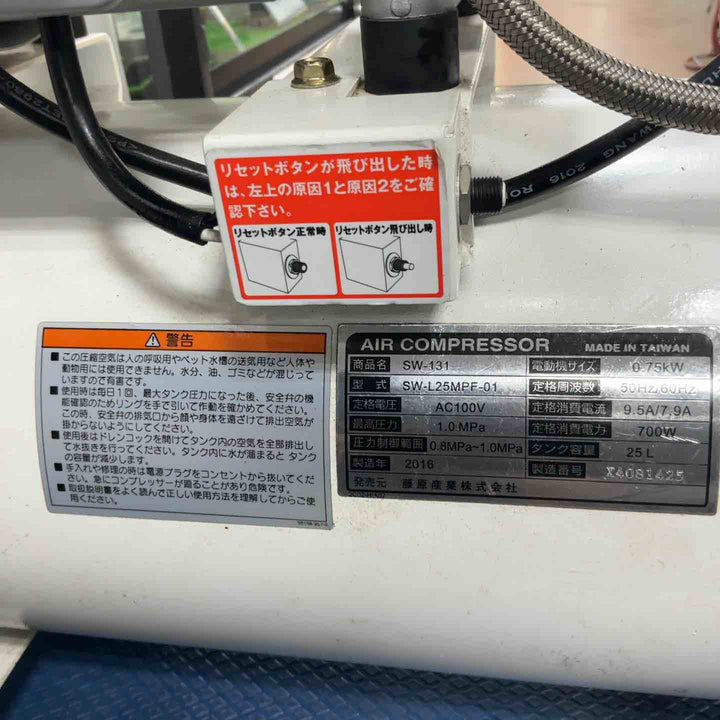 リセットボタンが飛び出した時
は、左上の原因1と原因2をご確
認下さい。
リセットボタン正常時
リセットボタン飛び出し時
WANG 2016
警告
■ この圧縮空気は人の呼吸用やペット水槽の送気用など人体や
動物用には使用できません。水分、油、ゴミなどが混じって
いますので有害です。
■ 使用時は毎日1回、最大タンク圧力になった後、安全弁の機
能確認のためリングを手で引いて作動を確かめてください。
この時、安全弁の排気口から顔や身体を遠ざけて排出空気が
掛からないようにしてください。
■ 使用後はドレンコックを開けてタンク内の空気を全部排出し
て水抜きを行ってください。タンク内に水が溜まると タンク
の容量が減少します。
■ 手入れや修理の時は電源プラグをコンセントから抜いてくだ
さい。急にコンプレッサーが廻ることがあり危険です。
■ 取扱説明書をよく読んで正しい使用方法を理解してからご使
用ください。
AIR COMPRESSOR MADE IN TAIWAN
商品名 SW-131 電動機サイズ 0.75kW
型式 SW-L25MPF-01 定格周波数 50Hz/60Hz
定格電圧 AC100V 定格消費電流 9.5A/7.9A
最高圧力 1.0 MPa 定格消費電力 700W
圧力制御範囲 0.8MPa~1.0MPa タンク容量 25 L
製造年 2016 製造番号 X4081425
発売元 藤原産業株式会社